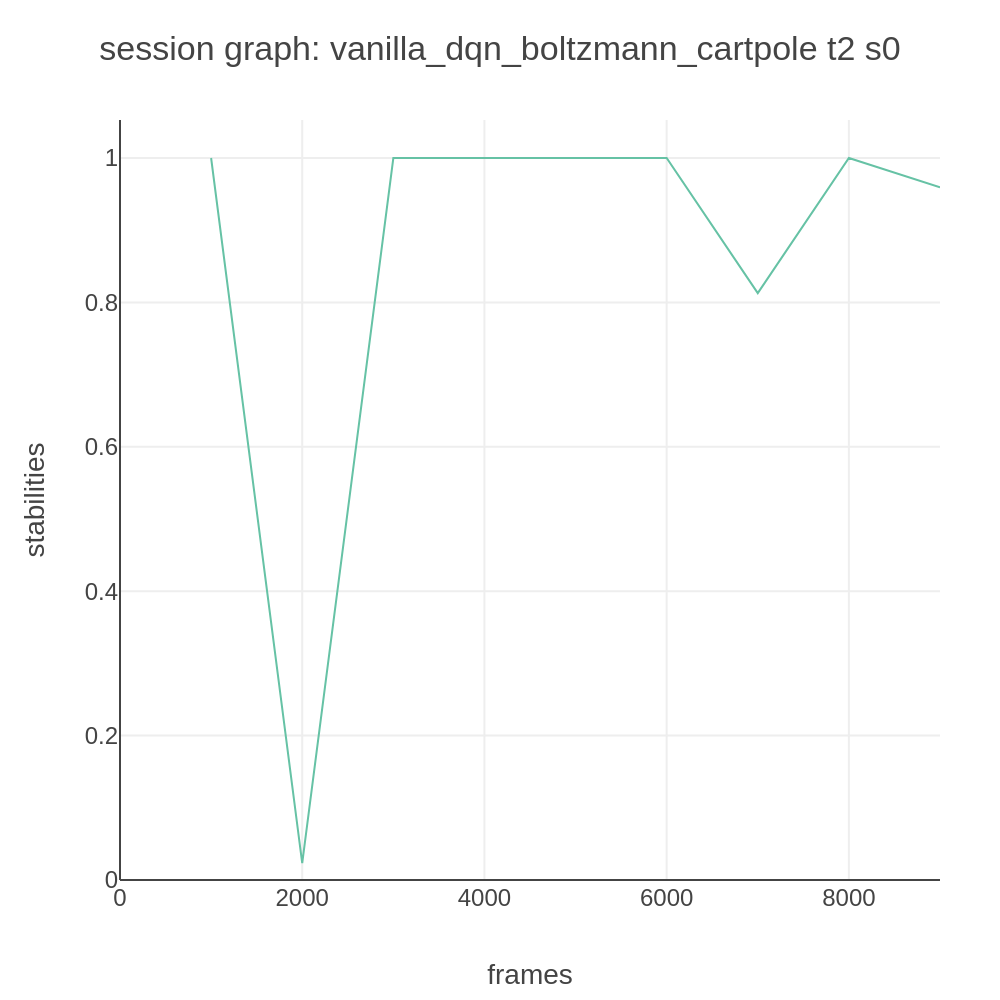 session graph: vanilla_dqn_boltzmann_cartpole t2 s0
1
0.8
0.6
0.4
0.2
0
0 2000 4000 6000 8000
stabilities
frames